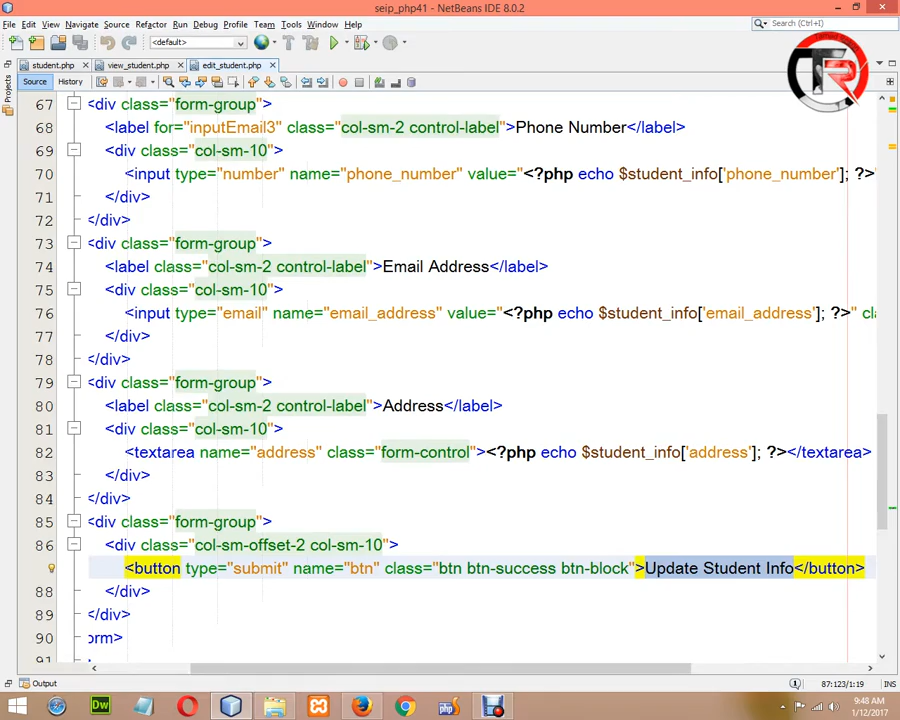 seip_php41 - NetBeans IDE 8.0.2
File Edit View Navigate Source Refactor Run Debug Profile Team Tools Window Help
Search (Ctrl+I)
<default>
student.php view_student.php edit_student.php
Projects
Source History
67 <div class="form-group">
68 <label for="inputEmail3" class="col-sm-2 control-label">Phone Number</label>
69 <div class="col-sm-10">
70 <input type="number" name="phone_number" value="<?php echo $student_info['phone_number']; ?>"
71 </div>
72 </div>
73 <div class="form-group">
74 <label class="col-sm-2 control-label">Email Address</label>
75 <div class="col-sm-10">
76 <input type="email" name="email_address" value="<?php echo $student_info['email_address']; ?>" cl
77 </div>
78 </div>
79 <div class="form-group">
80 <label class="col-sm-2 control-label">Address</label>
81 <div class="col-sm-10">
82 <textarea name="address" class="form-control"><?php echo $student_info['address']; ?></textarea>
83 </div>
84 </div>
85 <div class="form-group">
86 <div class="col-sm-offset-2 col-sm-10">
<button type="submit" name="btn" class="btn btn-success btn-block">Update Student Info</button>
88 </div>
89 </div>
90 orm>
91
Output
87:123/1:19 INS
Dw
php
9:48 AM
1/12/2017